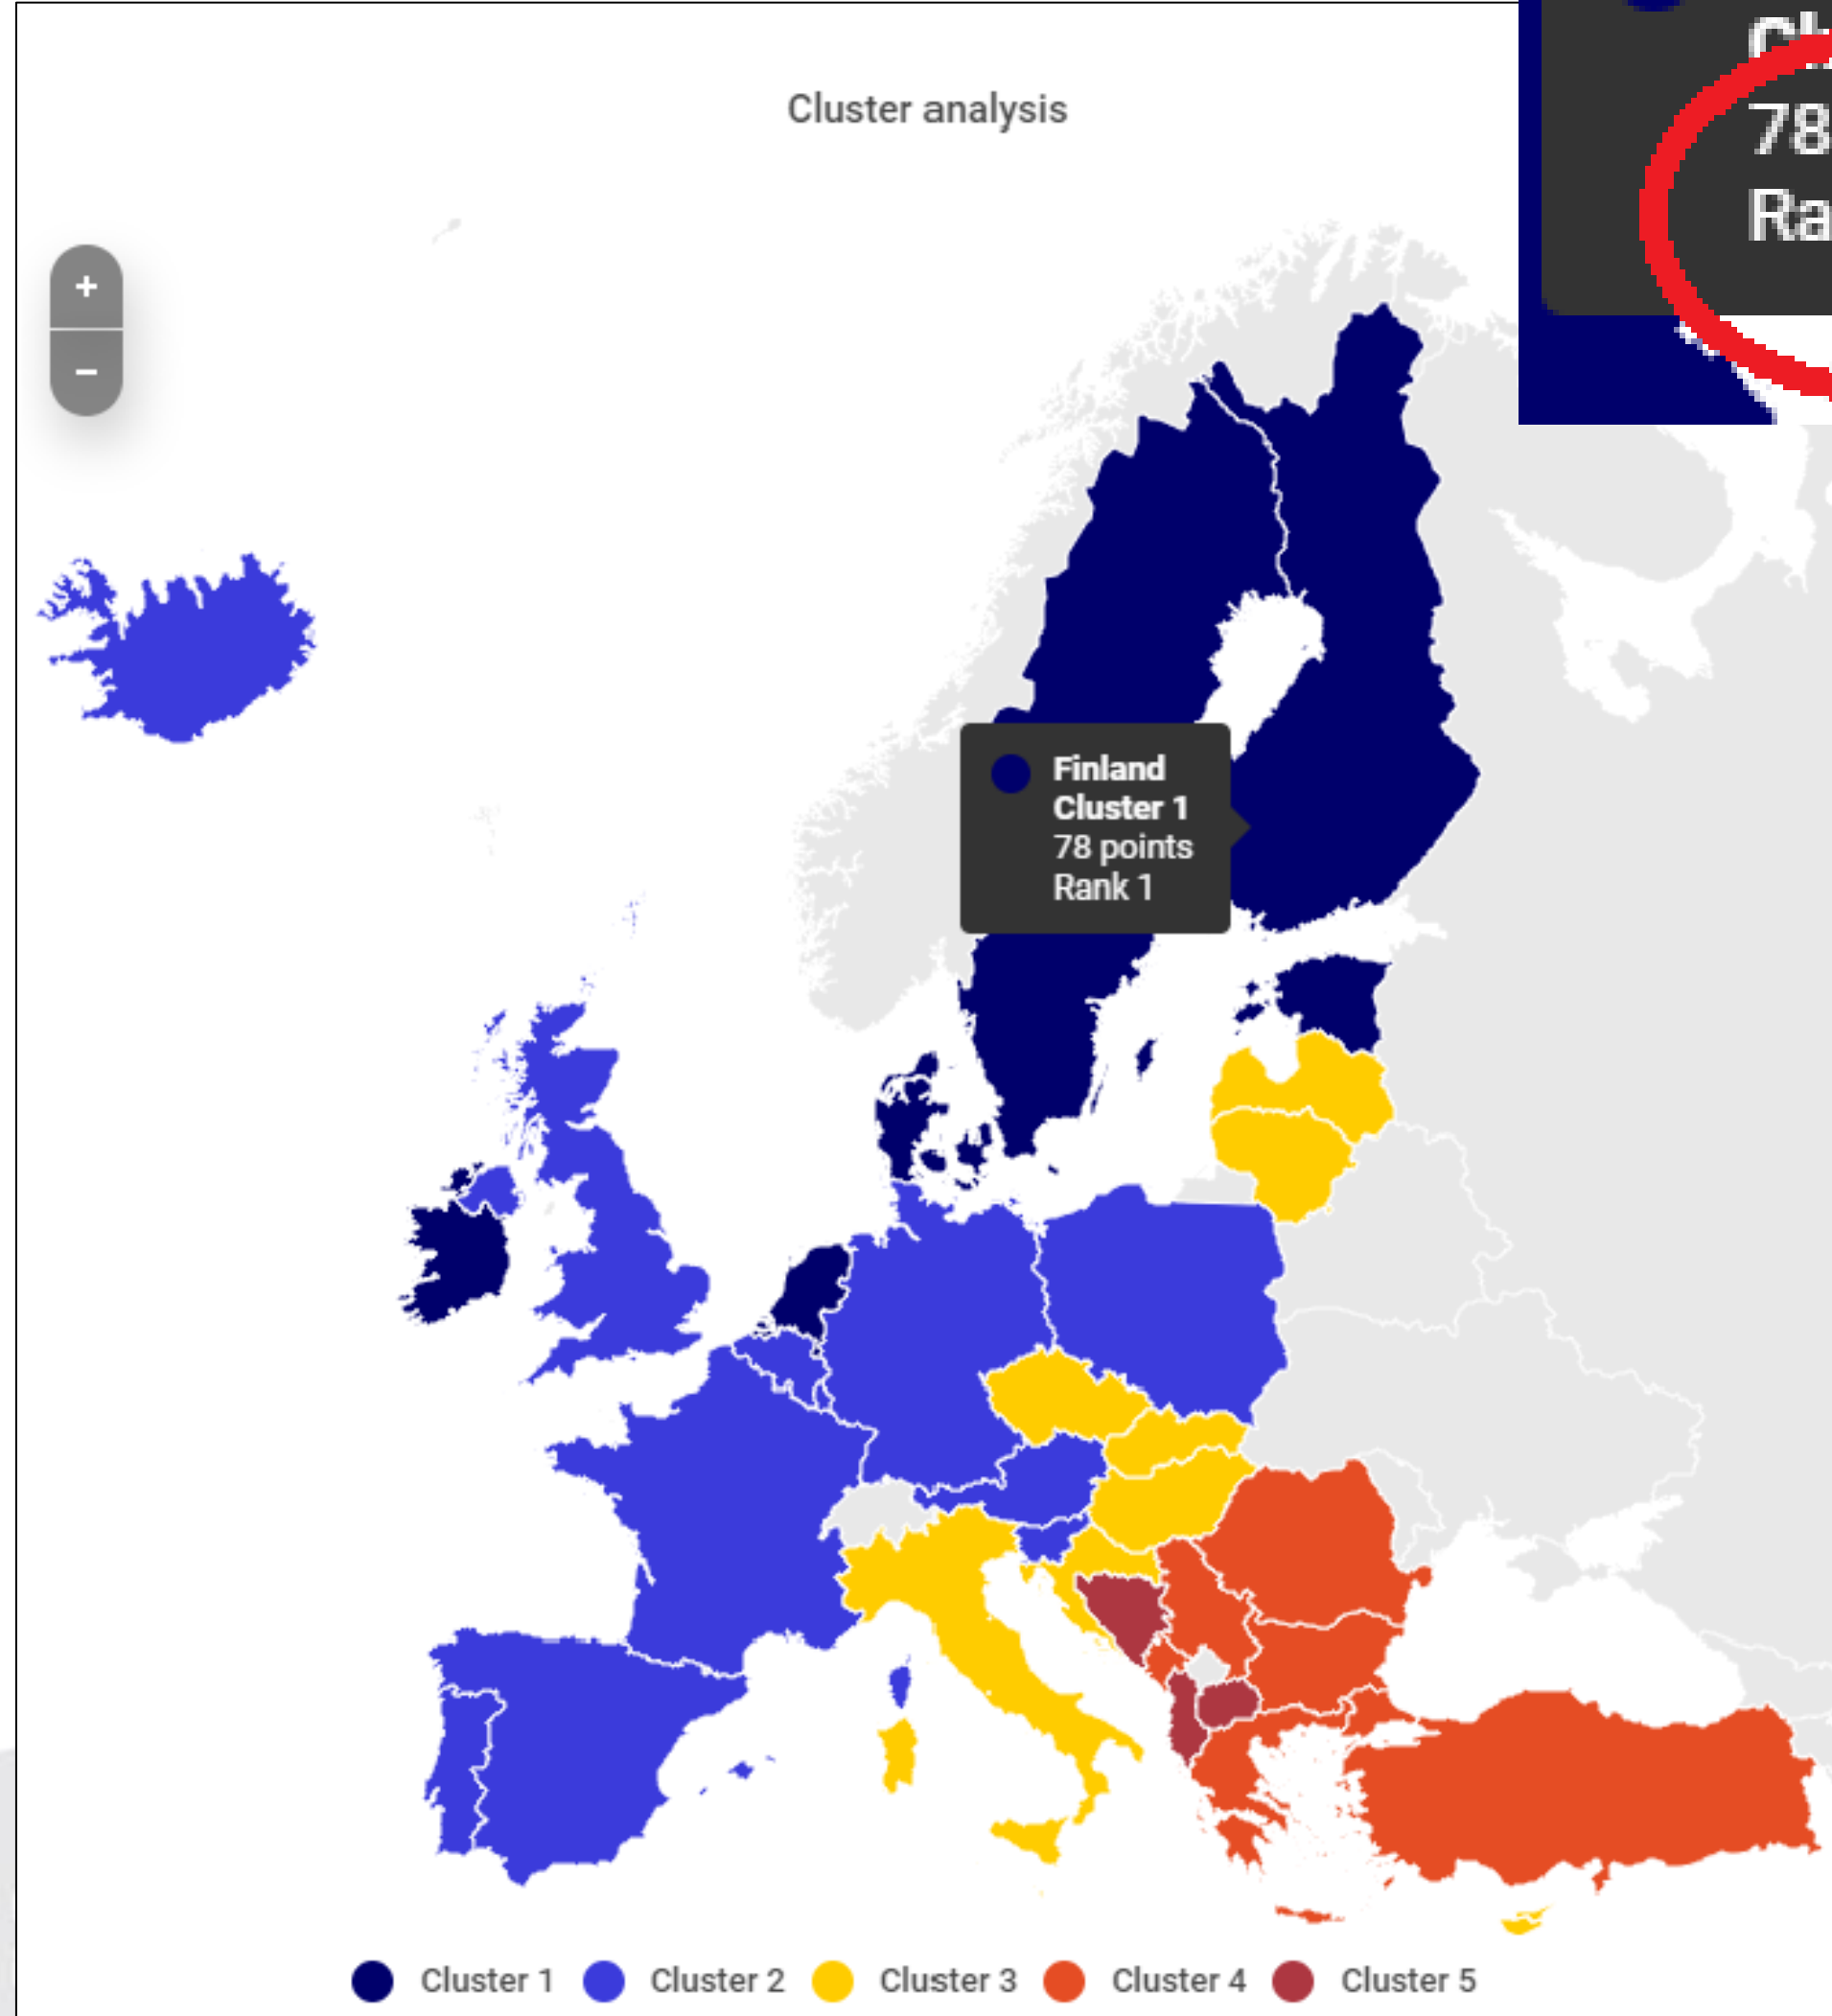 Cluster analysis
78
Ra
+
−
Finland
Cluster 1
78 points
Rank 1
Cluster 1 Cluster 2 Cluster 3 Cluster 4 Cluster 5